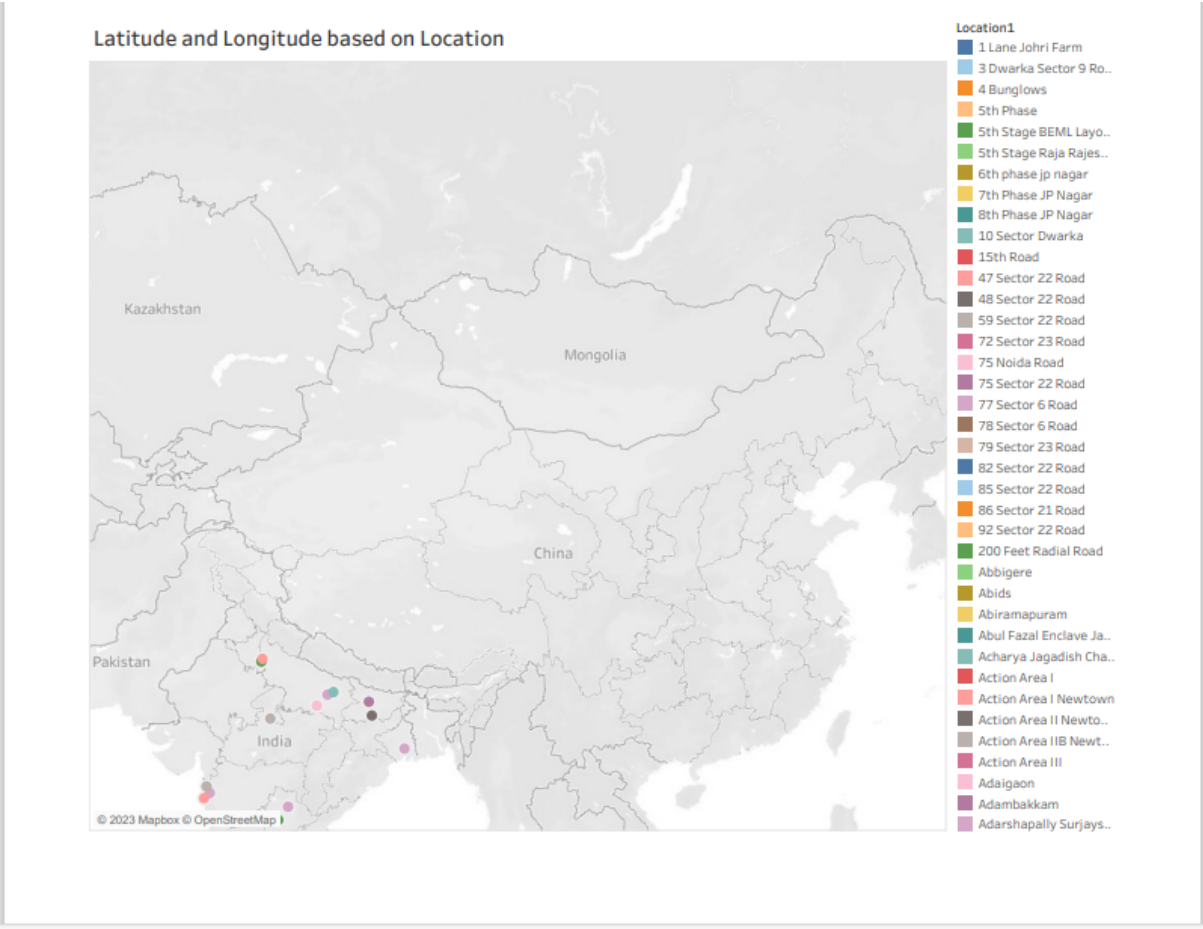 Latitude and Longitude based on Location
Kazakhstan
Mongolia
China
Pakistan
India
© 2023 Mapbox © OpenStreetMap
Location1
1 Lane Johri Farm
3 Dwarka Sector 9 Ro..
4 Bunglows
5th Phase
5th Stage BEML Layo..
5th Stage Raja Rajes..
6th phase jp nagar
7th Phase JP Nagar
8th Phase JP Nagar
10 Sector Dwarka
15th Road
47 Sector 22 Road
48 Sector 22 Road
59 Sector 22 Road
72 Sector 23 Road
75 Noida Road
75 Sector 22 Road
77 Sector 6 Road
78 Sector 6 Road
79 Sector 23 Road
82 Sector 22 Road
85 Sector 22 Road
86 Sector 21 Road
92 Sector 22 Road
200 Feet Radial Road
Abbigere
Abids
Abiramapuram
Abul Fazal Enclave Ja..
Acharya Jagadish Cha..
Action Area I
Action Area I Newtown
Action Area II Newto..
Action Area IIB Newt..
Action Area III
Adaigaon
Adambakkam
Adarshapally Surjays..